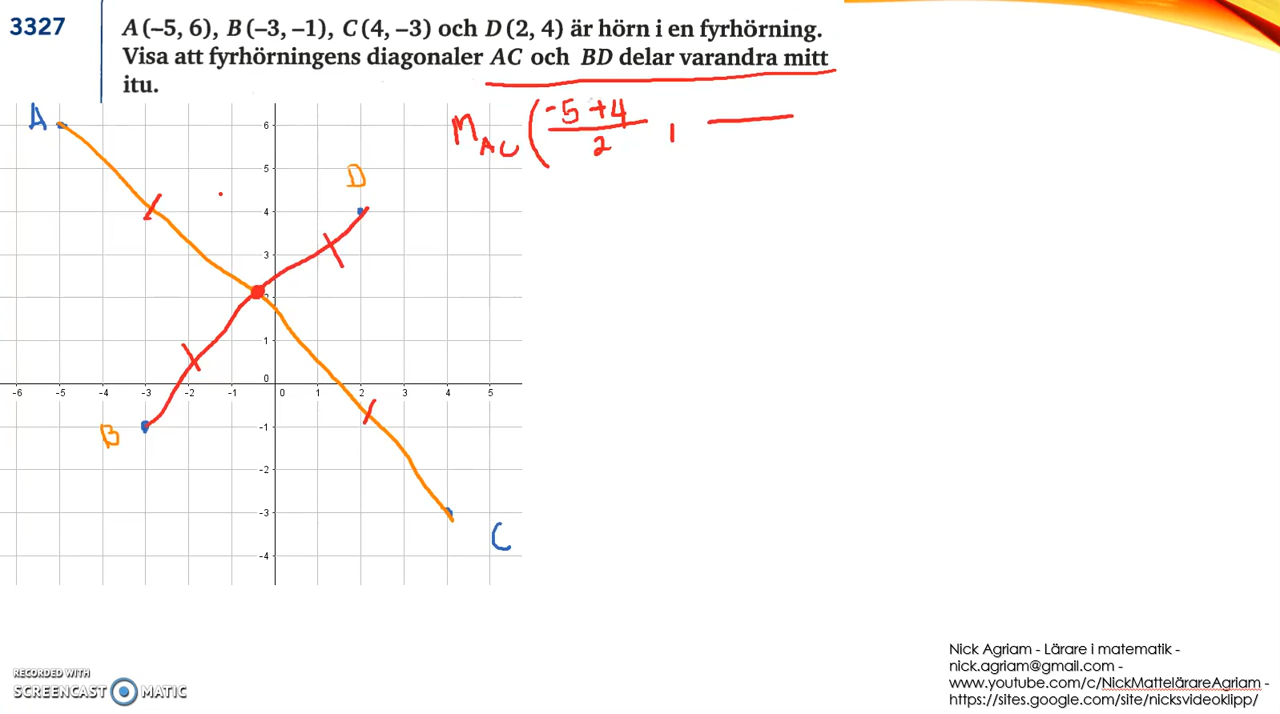 3327
A (–5, 6), B (–3, –1), C (4, –3) och D (2, 4) är hörn i en fyrhörning.
Visa att fyrhörningens diagonaler AC och BD delar varandra mitt
itu.
M_AC ( (-5+4)/2 , —
A
D
B
C
6
5
4
3
2
1
0
-6 -5 -4 -3 -2 -1 0 1 2 3 4 5
-1
-2
-3
-4
Nick Agriam - Lärare i matematik -
nick.agriam@gmail.com -
www.youtube.com/c/NickMattelärareAgriam -
https://sites.google.com/site/nicksvideoklipp/
RECORDED WITH
SCREENCAST MATIC